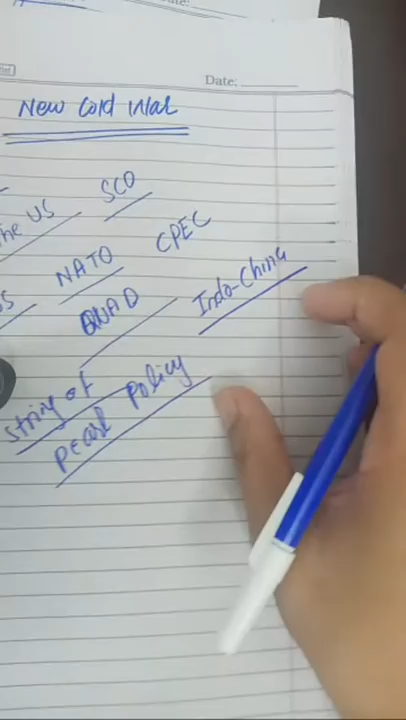 Date:
New Cold War
the US
SCO
NATO
CPEC
QUAD
Indo-China
String of
pearl policy